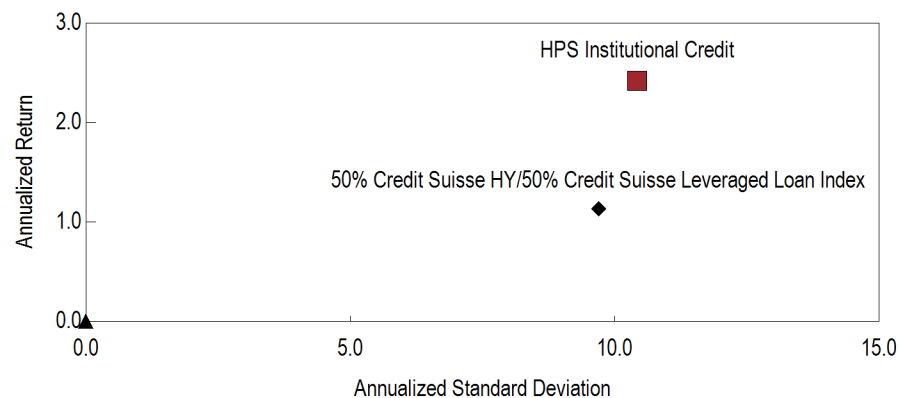 3.0
HPS Institutional Credit
2.0
50% Credit Suisse HY/50% Credit Suisse Leveraged Loan Index
1.0
0.0
0.0
5.0
10.0
15.0
Annualized Return
Annualized Standard Deviation